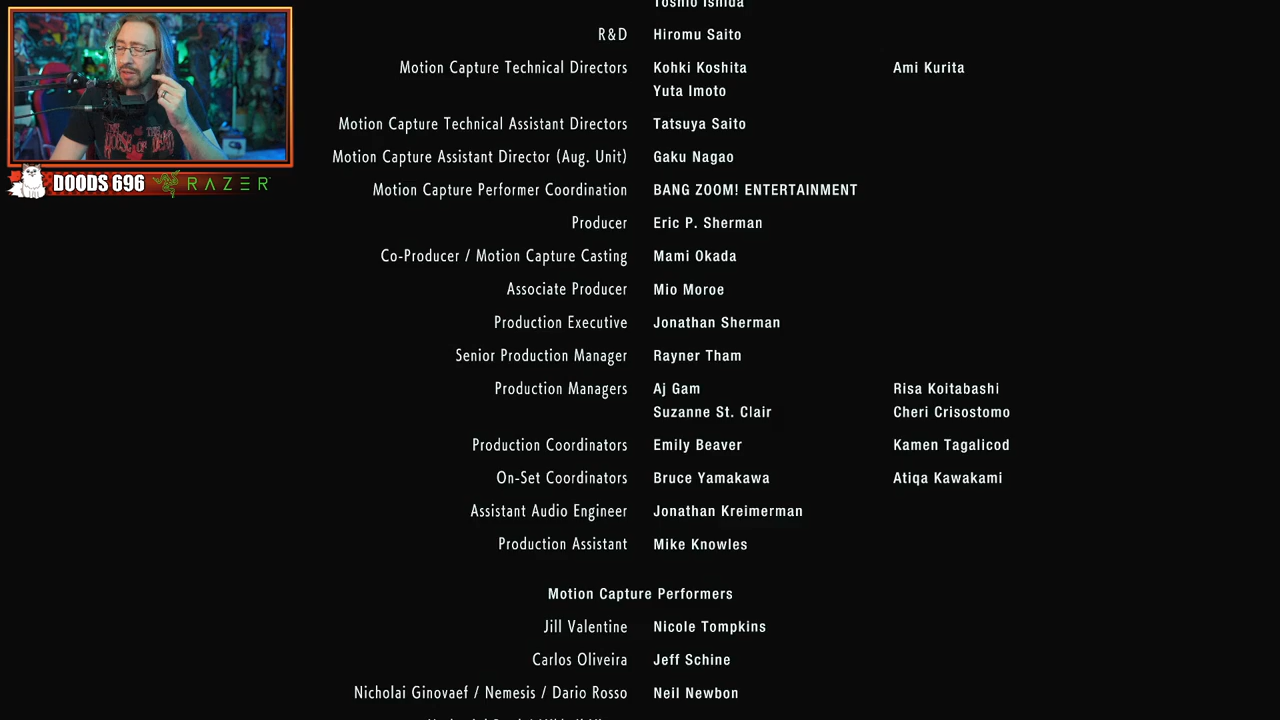 Toshio Ishida
R&D Hiromu Saito
Motion Capture Technical Directors Kohki Koshita Ami Kurita
Yuta Imoto
Motion Capture Technical Assistant Directors Tatsuya Saito
Motion Capture Assistant Director (Aug. Unit) Gaku Nagao
Motion Capture Performer Coordination BANG ZOOM! ENTERTAINMENT
Producer Eric P. Sherman
Co-Producer / Motion Capture Casting Mami Okada
Associate Producer Mio Moroe
Production Executive Jonathan Sherman
Senior Production Manager Rayner Tham
Production Managers Aj Gam Risa Koitabashi
Suzanne St. Clair Cheri Crisostomo
Production Coordinators Emily Beaver Kamen Tagalicod
On-Set Coordinators Bruce Yamakawa Atiqa Kawakami
Assistant Audio Engineer Jonathan Kreimerman
Production Assistant Mike Knowles
Motion Capture Performers
Jill Valentine Nicole Tompkins
Carlos Oliveira Jeff Schine
Nicholai Ginovaef / Nemesis / Dario Rosso Neil Newbon
DOODS 696 RAZER